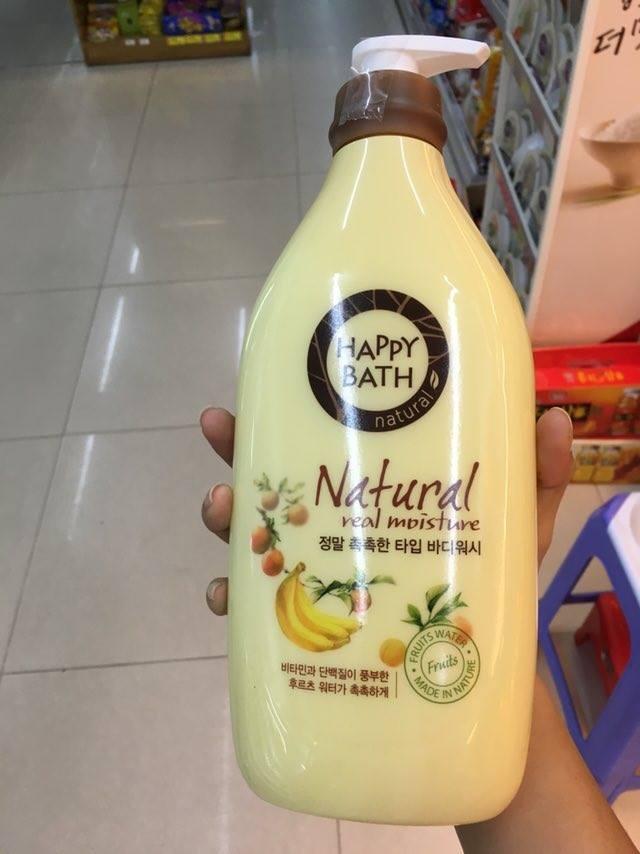 HAPPY
BATH
natural
Natural
real moisture
정말 촉촉한 타입 바디워시
비타민과 단백질이 풍부한
후르츠 워터가 촉촉하게
FRUITS WATER
Fruits
MADE IN NATURE
더